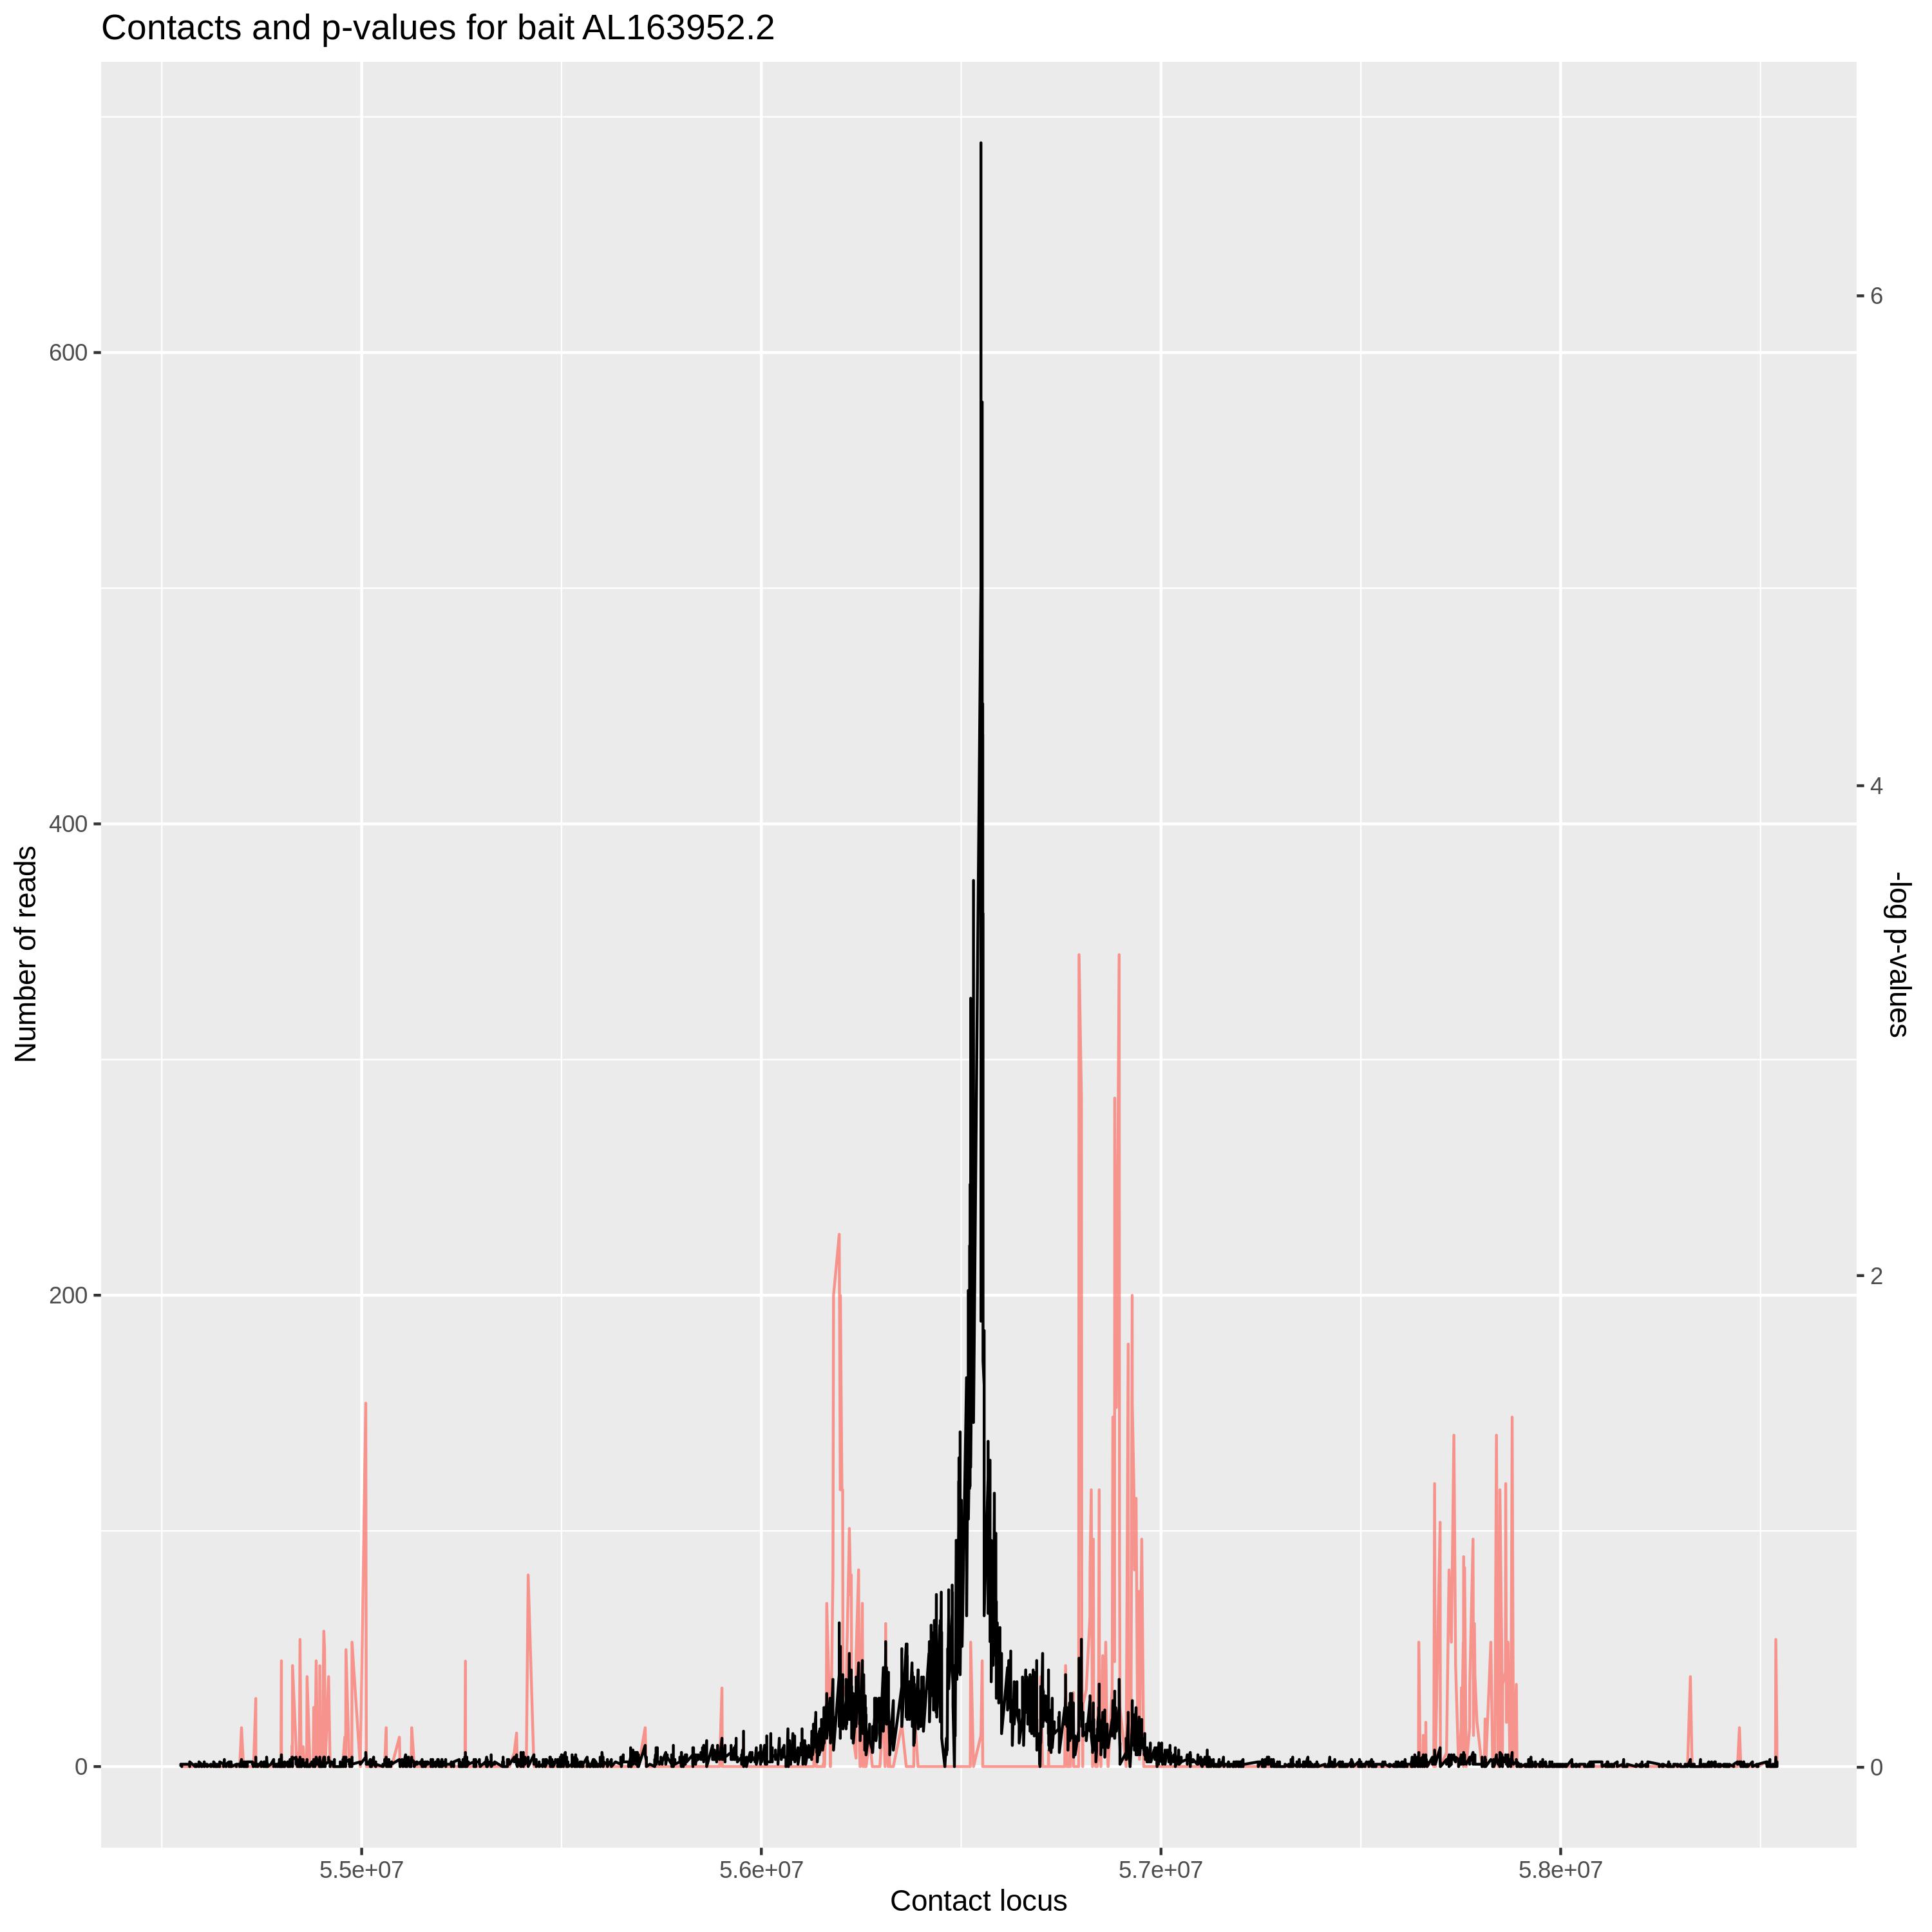 Contacts and p-values for bait AL163952.2
600
400
200
0
Number of reads
6
4
2
0
-log p-values
5.5e+07
5.6e+07
5.7e+07
5.8e+07
Contact locus